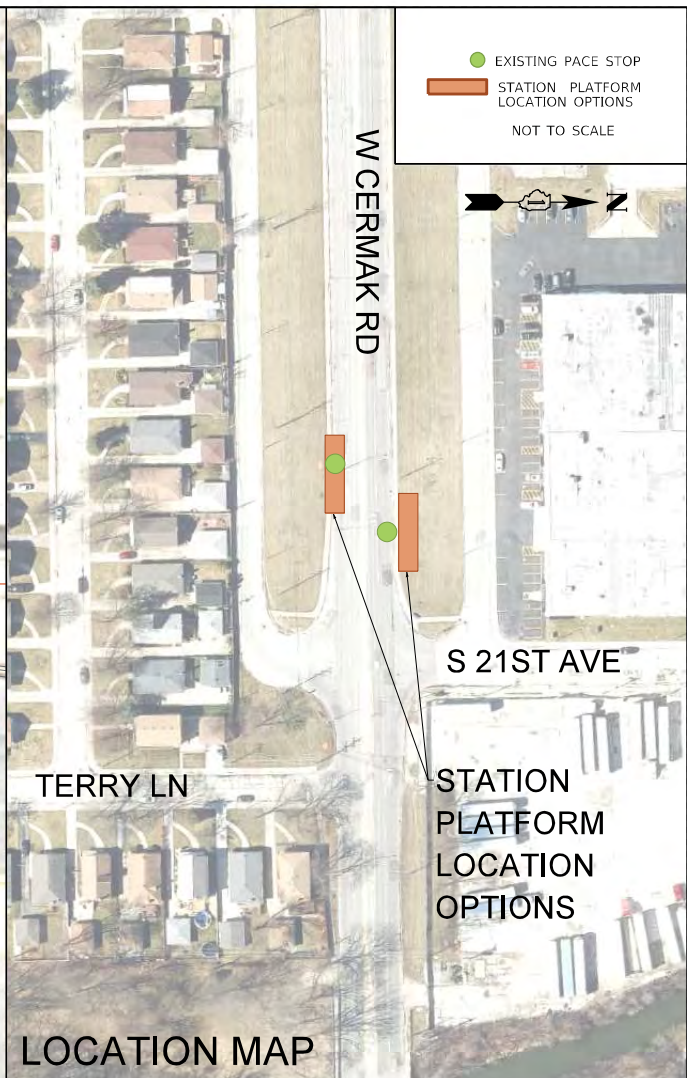 EXISTING PACE STOP
STATION PLATFORM
LOCATION OPTIONS
NOT TO SCALE
N
W CERMAK RD
S 21ST AVE
TERRY LN
STATION
PLATFORM
LOCATION
OPTIONS
LOCATION MAP